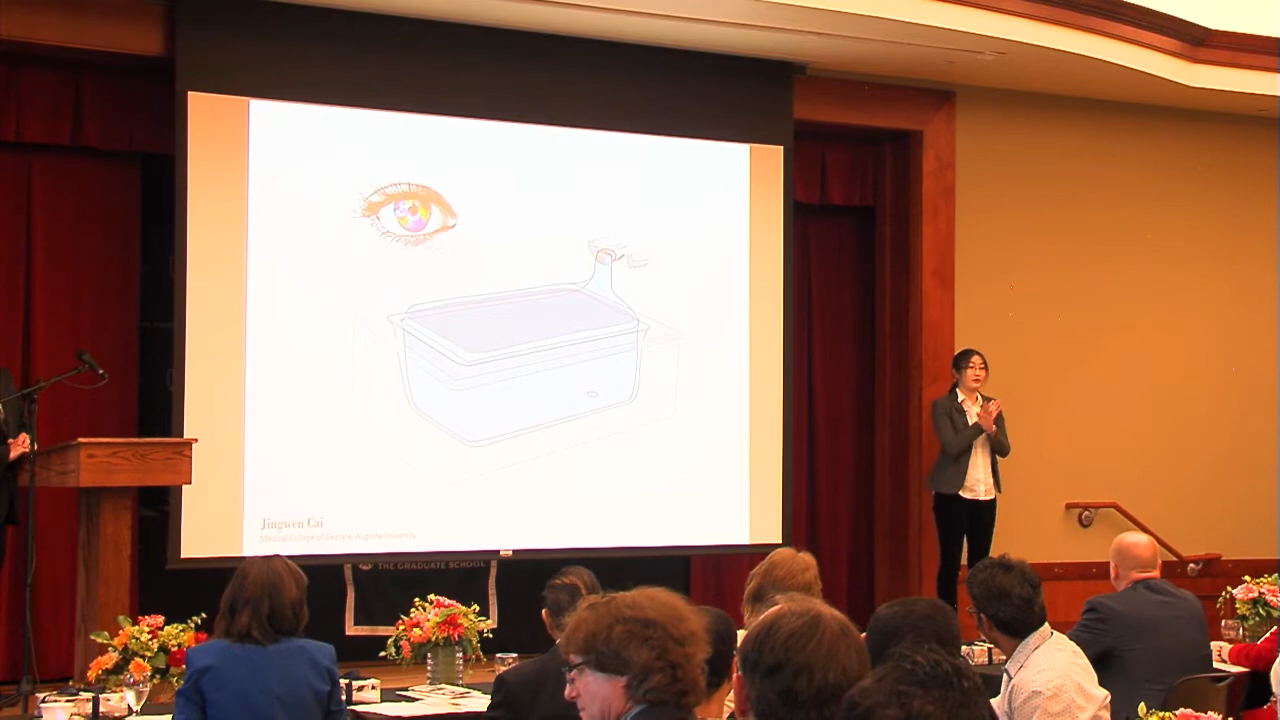 Jingwen Cai
Medical College of Georgia, Augusta University
THE GRADUATE SCHOOL